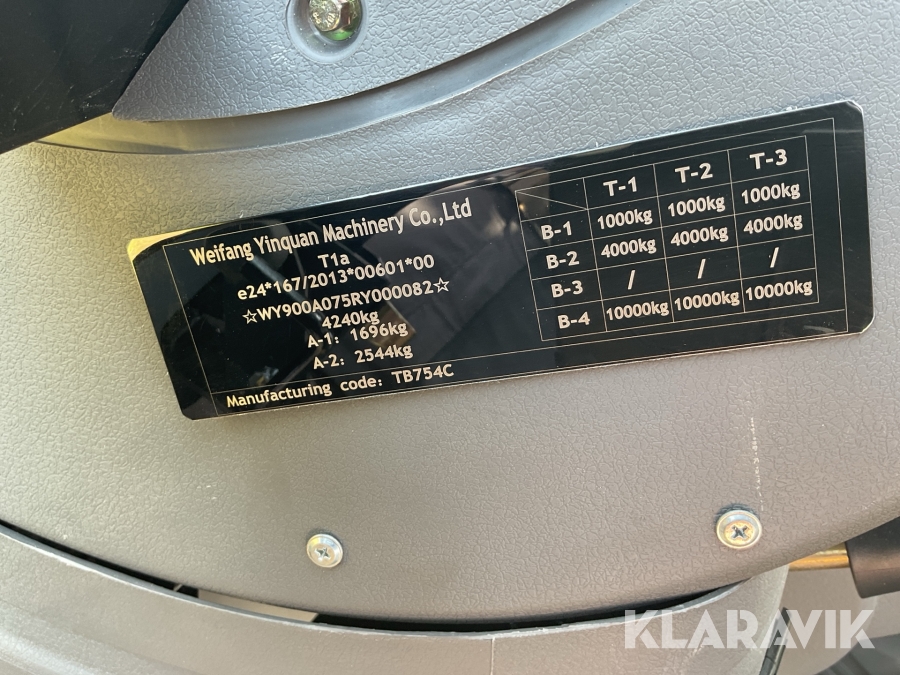 Weifang Yinquan Machinery Co.,Ltd
T1a
e24*167/2013*00601*00
☆WY900A075RY000082☆
4240kg
A-1: 1696kg
A-2: 2544kg
Manufacturing code: TB754C
T-1 T-2 T-3
B-1 1000kg 1000kg 1000kg
B-2 4000kg 4000kg 4000kg
B-3 / / /
B-4 10000kg 10000kg 10000kg
KLARAVIK